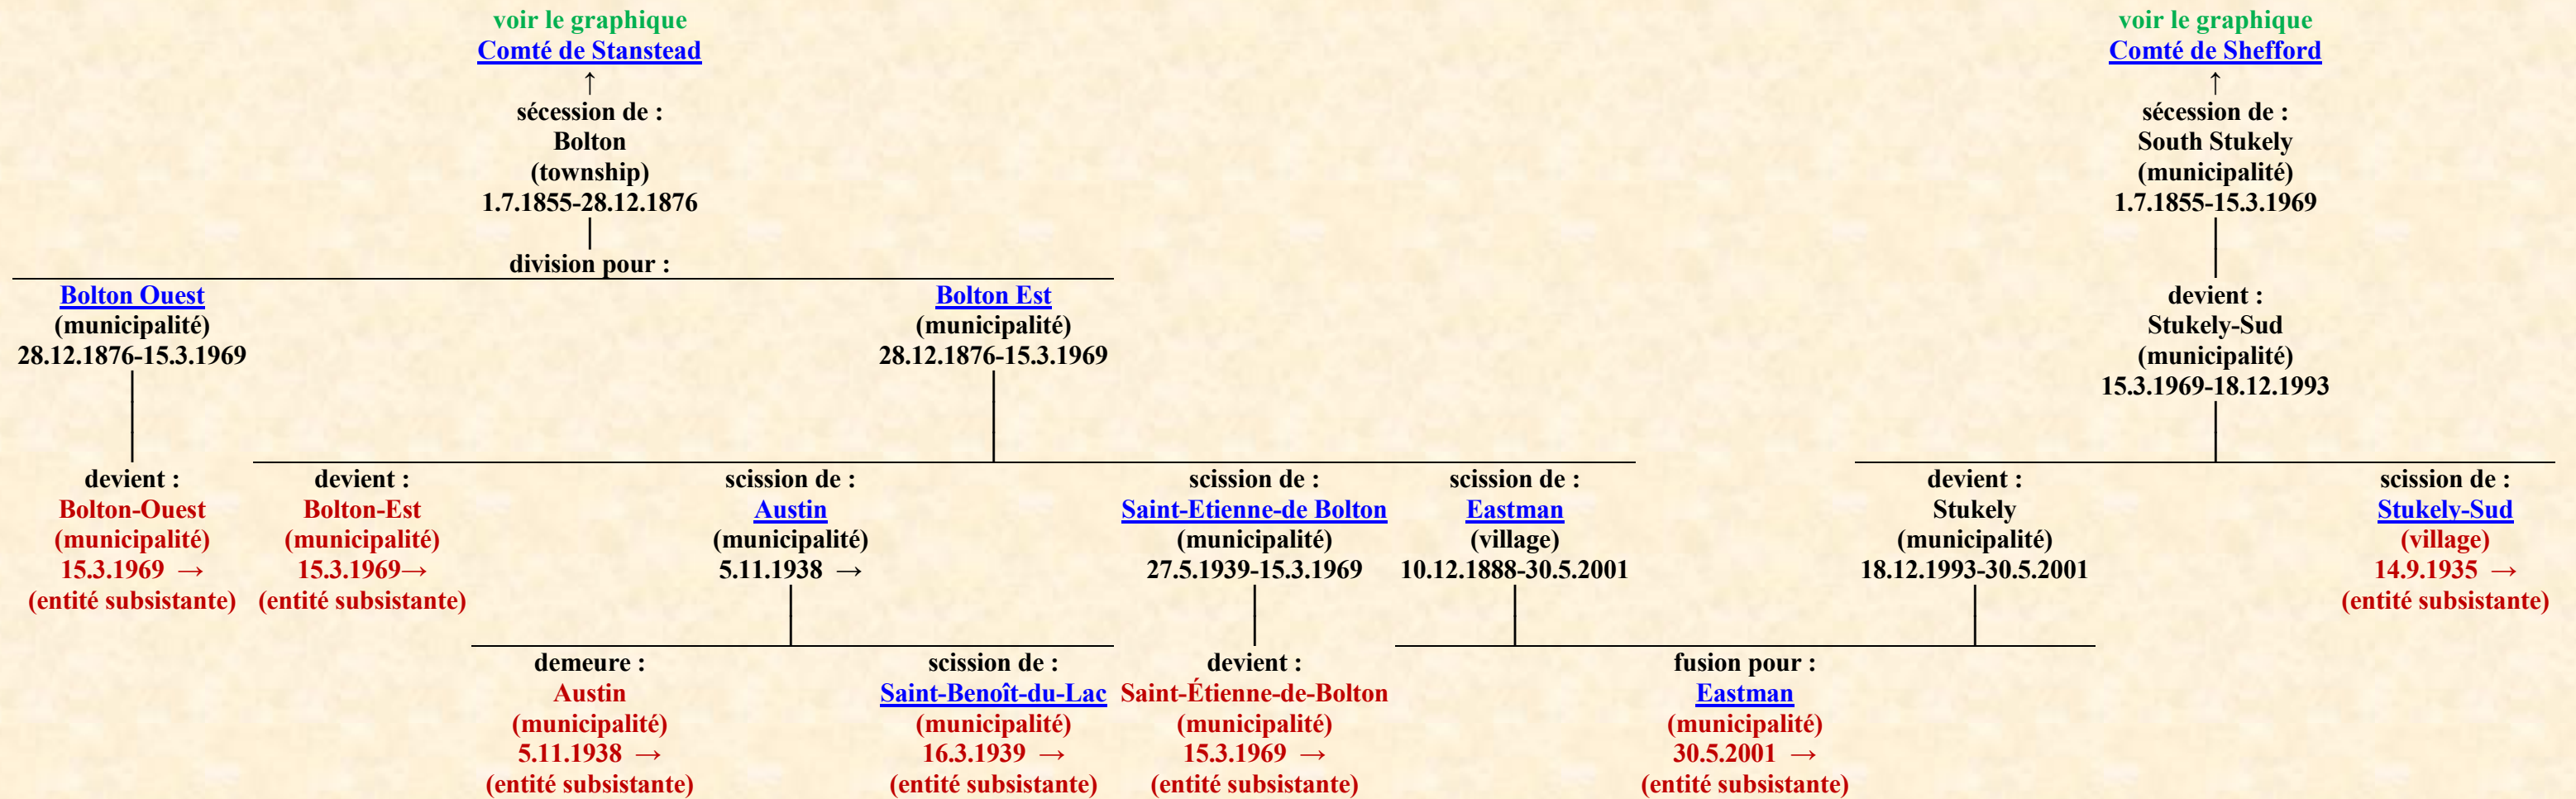 voir le graphique
Comté de Stanstead
↑
sécession de :
Bolton
(township)
1.7.1855-28.12.1876
division pour :
Bolton Ouest
(municipalité)
28.12.1876-15.3.1969
Bolton Est
(municipalité)
28.12.1876-15.3.1969
devient :
Bolton-Ouest
(municipalité)
15.3.1969 →
(entité subsistante)
devient :
Bolton-Est
(municipalité)
15.3.1969→
(entité subsistante)
scission de :
Austin
(municipalité)
5.11.1938 →
scission de :
Saint-Etienne-de Bolton
(municipalité)
27.5.1939-15.3.1969
scission de :
Eastman
(village)
10.12.1888-30.5.2001
demeure :
Austin
(municipalité)
5.11.1938 →
(entité subsistante)
scission de :
Saint-Benoît-du-Lac
(municipalité)
16.3.1939 →
(entité subsistante)
devient :
Saint-Étienne-de-Bolton
(municipalité)
15.3.1969 →
(entité subsistante)
voir le graphique
Comté de Shefford
↑
sécession de :
South Stukely
(municipalité)
1.7.1855-15.3.1969
devient :
Stukely-Sud
(municipalité)
15.3.1969-18.12.1993
devient :
Stukely
(municipalité)
18.12.1993-30.5.2001
scission de :
Stukely-Sud
(village)
14.9.1935 →
(entité subsistante)
fusion pour :
Eastman
(municipalité)
30.5.2001 →
(entité subsistante)